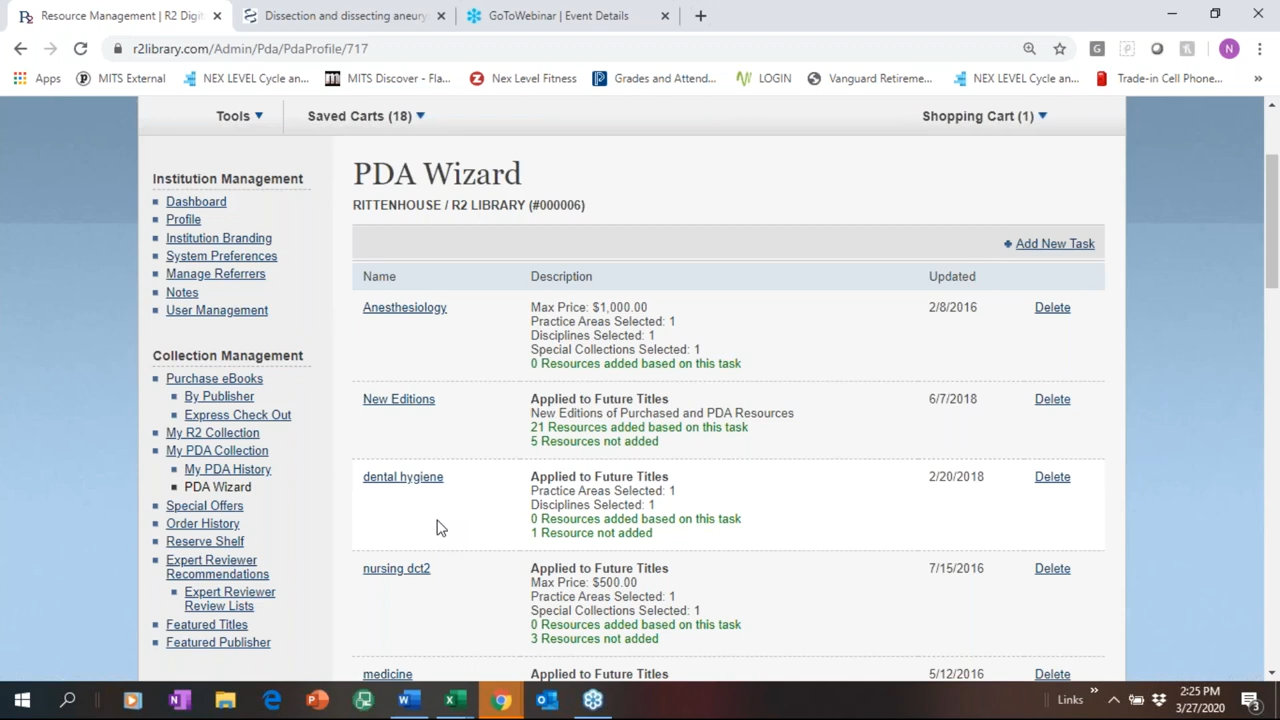 Resource Management | R2 Digit
Dissection and dissecting aneury
GoToWebinar | Event Details
r2library.com/Admin/Pda/PdaProfile/717
N
Apps
MITS External
NEX LEVEL Cycle an...
MITS Discover - Fla...
Nex Level Fitness
Grades and Attend...
LOGIN
Vanguard Retireme...
NEX LEVEL Cycle an...
Trade-in Cell Phone...
Tools
Saved Carts (18)
Shopping Cart (1)
Institution Management
Dashboard
Profile
Institution Branding
System Preferences
Manage Referrers
Notes
User Management
Collection Management
Purchase eBooks
By Publisher
Express Check Out
My R2 Collection
My PDA Collection
My PDA History
PDA Wizard
Special Offers
Order History
Reserve Shelf
Expert Reviewer
Recommendations
Expert Reviewer
Review Lists
Featured Titles
Featured Publisher
PDA Wizard
RITTENHOUSE / R2 LIBRARY (#000006)
Add New Task
Name Description Updated
Anesthesiology Max Price: $1,000.00 2/8/2016 Delete
Practice Areas Selected: 1
Disciplines Selected: 1
Special Collections Selected: 1
0 Resources added based on this task
New Editions Applied to Future Titles 6/7/2018 Delete
New Editions of Purchased and PDA Resources
21 Resources added based on this task
5 Resources not added
dental hygiene Applied to Future Titles 2/20/2018 Delete
Practice Areas Selected: 1
Disciplines Selected: 1
0 Resources added based on this task
1 Resource not added
nursing dct2 Applied to Future Titles 7/15/2016 Delete
Max Price: $500.00
Practice Areas Selected: 1
Special Collections Selected: 1
0 Resources added based on this task
3 Resources not added
medicine Applied to Future Titles 5/12/2016 Delete
Links
2:25 PM
3/27/2020
3